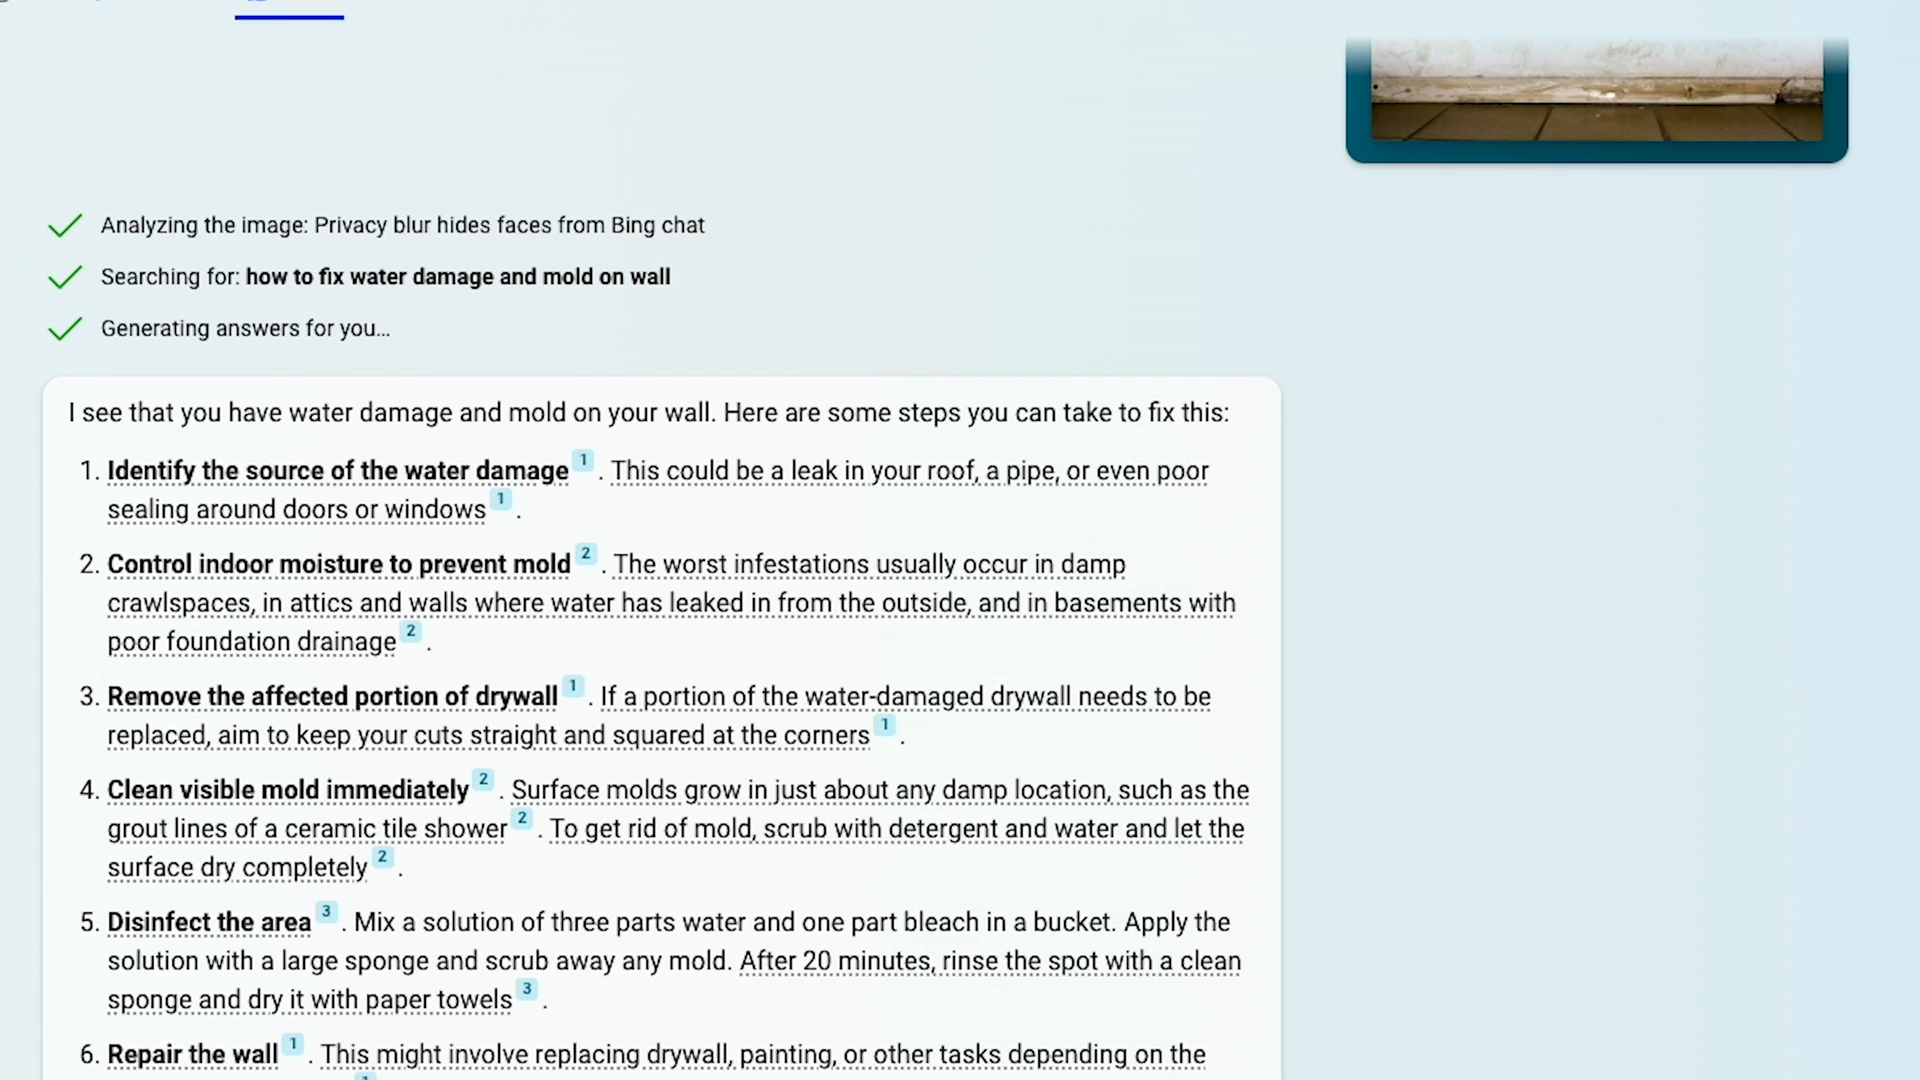 Analyzing the image: Privacy blur hides faces from Bing chat
Searching for: how to fix water damage and mold on wall
Generating answers for you...
I see that you have water damage and mold on your wall. Here are some steps you can take to fix this:
1. Identify the source of the water damage 1 . This could be a leak in your roof, a pipe, or even poor
sealing around doors or windows 1 .
2. Control indoor moisture to prevent mold 2 . The worst infestations usually occur in damp
crawlspaces, in attics and walls where water has leaked in from the outside, and in basements with
poor foundation drainage 2 .
3. Remove the affected portion of drywall 1 . If a portion of the water-damaged drywall needs to be
replaced, aim to keep your cuts straight and squared at the corners 1 .
4. Clean visible mold immediately 2 . Surface molds grow in just about any damp location, such as the
grout lines of a ceramic tile shower 2 . To get rid of mold, scrub with detergent and water and let the
surface dry completely 2 .
5. Disinfect the area 3 . Mix a solution of three parts water and one part bleach in a bucket. Apply the
solution with a large sponge and scrub away any mold. After 20 minutes, rinse the spot with a clean
sponge and dry it with paper towels 3 .
6. Repair the wall 1 . This might involve replacing drywall, painting, or other tasks depending on the